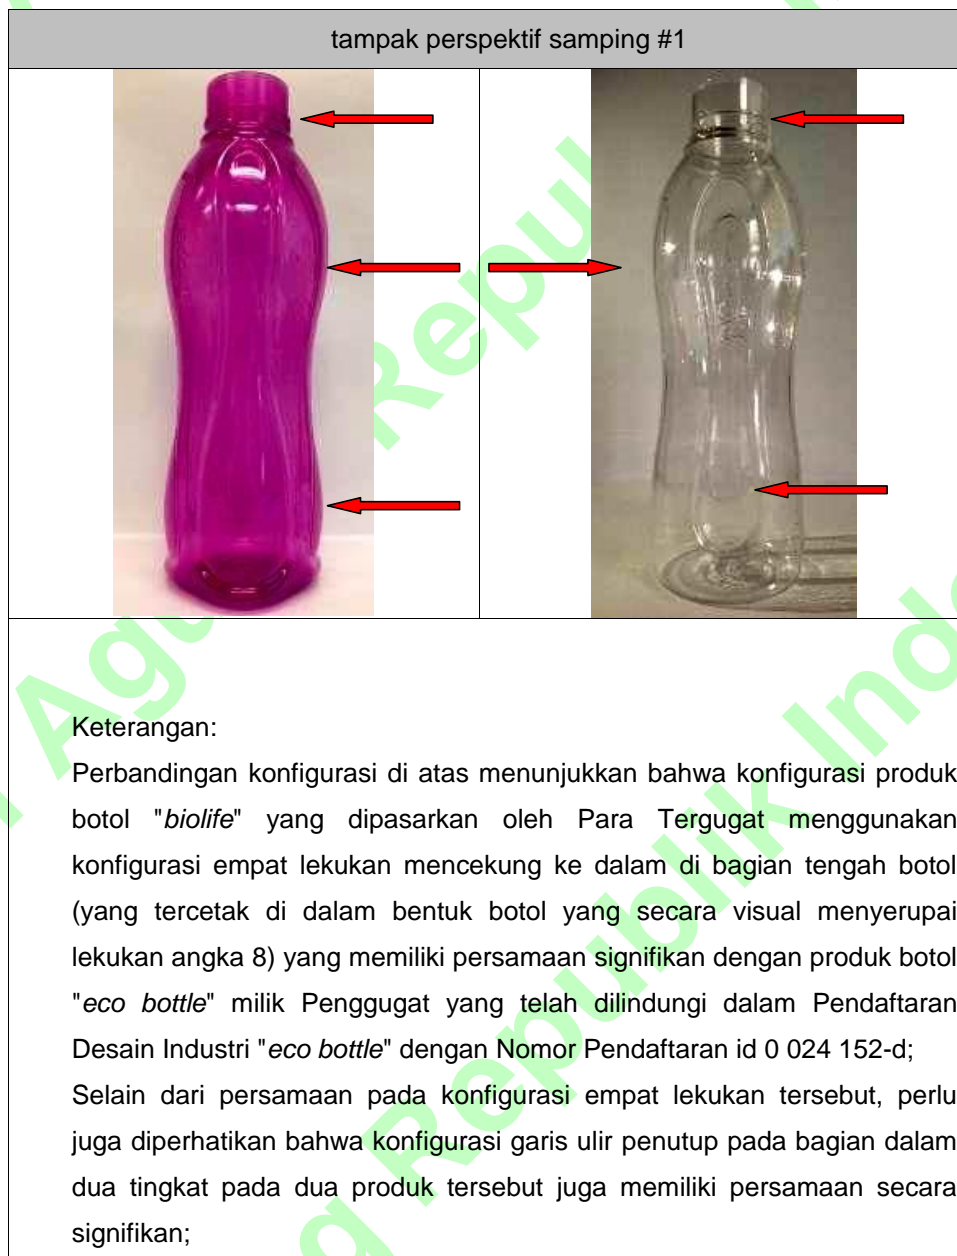 tampak perspektif samping #1
Keterangan:
Perbandingan konfigurasi di atas menunjukkan bahwa konfigurasi produk
botol "biolife" yang dipasarkan oleh Para Tergugat menggunakan
konfigurasi empat lekukan mencekung ke dalam di bagian tengah botol
(yang tercetak di dalam bentuk botol yang secara visual menyerupai
lekukan angka 8) yang memiliki persamaan signifikan dengan produk botol
"eco bottle" milik Penggugat yang telah dilindungi dalam Pendaftaran
Desain Industri "eco bottle" dengan Nomor Pendaftaran id 0 024 152-d;
Selain dari persamaan pada konfigurasi empat lekukan tersebut, perlu
juga diperhatikan bahwa konfigurasi garis ulir penutup pada bagian dalam
dua tingkat pada dua produk tersebut juga memiliki persamaan secara
signifikan;